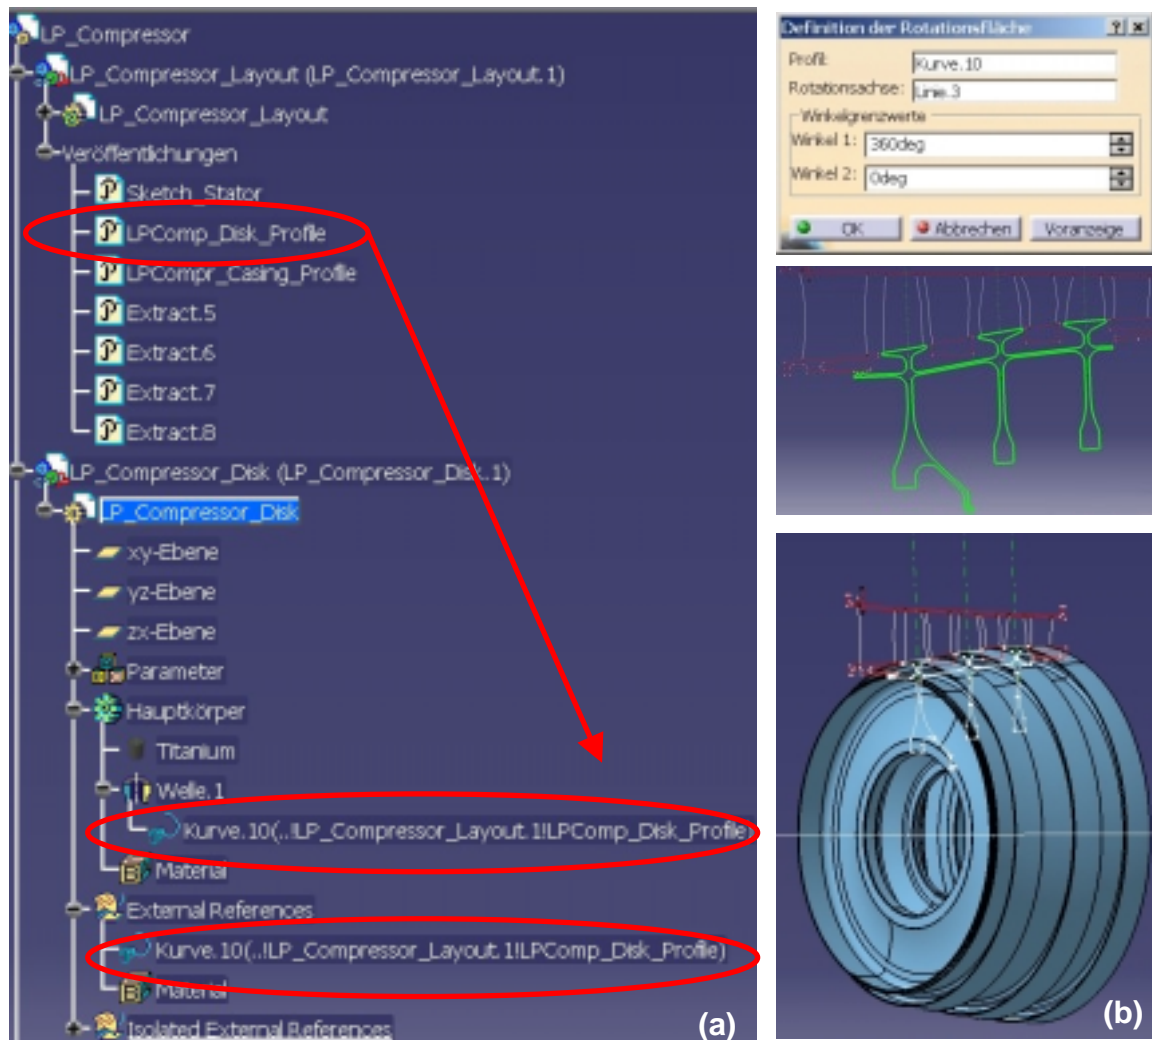 LP_Compressor
LP_Compressor_Layout (LP_Compressor_Layout.1)
LP_Compressor_Layout
Veröffentlichungen
Sketch_Stator
LPComp_Disk_Profile
LPCompr_Casing_Profile
Extract.5
Extract.6
Extract.7
Extract.8
LP_Compressor_Disk (LP_Compressor_Disk.1)
LP_Compressor_Disk
xy-Ebene
yz-Ebene
zx-Ebene
Parameter
Hauptkörper
Titanium
Welle.1
Kurve.10(..!LP_Compressor_Layout.1!LPComp_Disk_Profile)
Material
External References
Kurve.10(..!LP_Compressor_Layout.1!LPComp_Disk_Profile)
Material
Isolated External References
(a)
Definition der Rotationsfläche
Profil: Kurve.10
Rotationsachse: Linie.3
Winkelgrenzwerte
Winkel 1: 360deg
Winkel 2: 0deg
OK Abbrechen Voranzeige
(b)